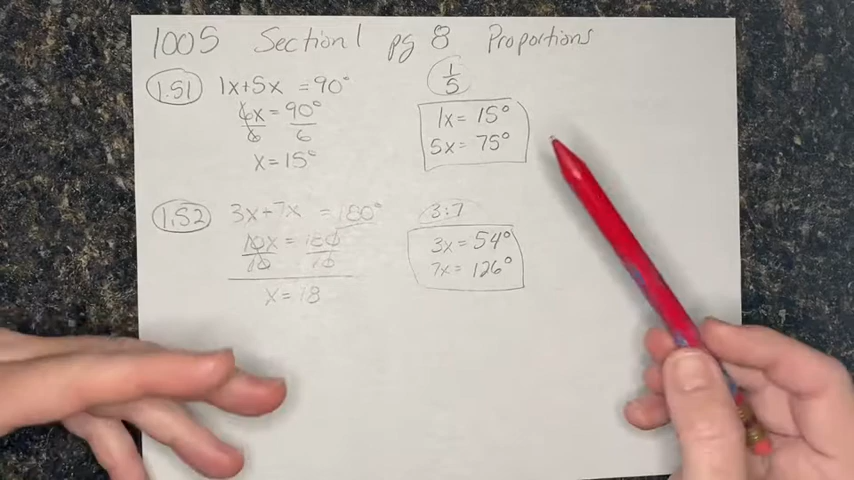 1005 Section 1 pg 8 Proportions
1.51 1x+5x = 90°
6x = 90°
6 6
x = 15°
1/5
1x = 15°
5x = 75°
1.52 3x+7x = 180°
10x = 180
10 10
x = 18
3:7
3x = 54°
7x = 126°